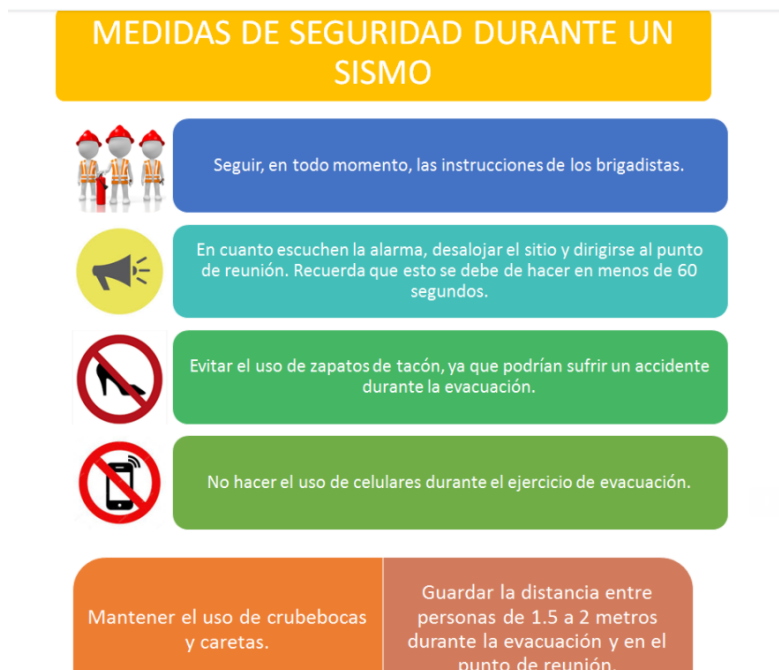 MEDIDAS DE SEGURIDAD DURANTE UN
SISMO
Seguir, en todo momento, las instrucciones de los brigadistas.
En cuanto escuchen la alarma, desalojar el sitio y dirigirse al punto
de reunión. Recuerda que esto se debe de hacer en menos de 60
segundos.
Evitar el uso de zapatos de tacón, ya que podrían sufrir un accidente
durante la evacuación.
No hacer el uso de celulares durante el ejercicio de evacuación.
Mantener el uso de crubebocas
y caretas.
Guardar la distancia entre
personas de 1.5 a 2 metros
durante la evacuación y en el
punto de reunión.